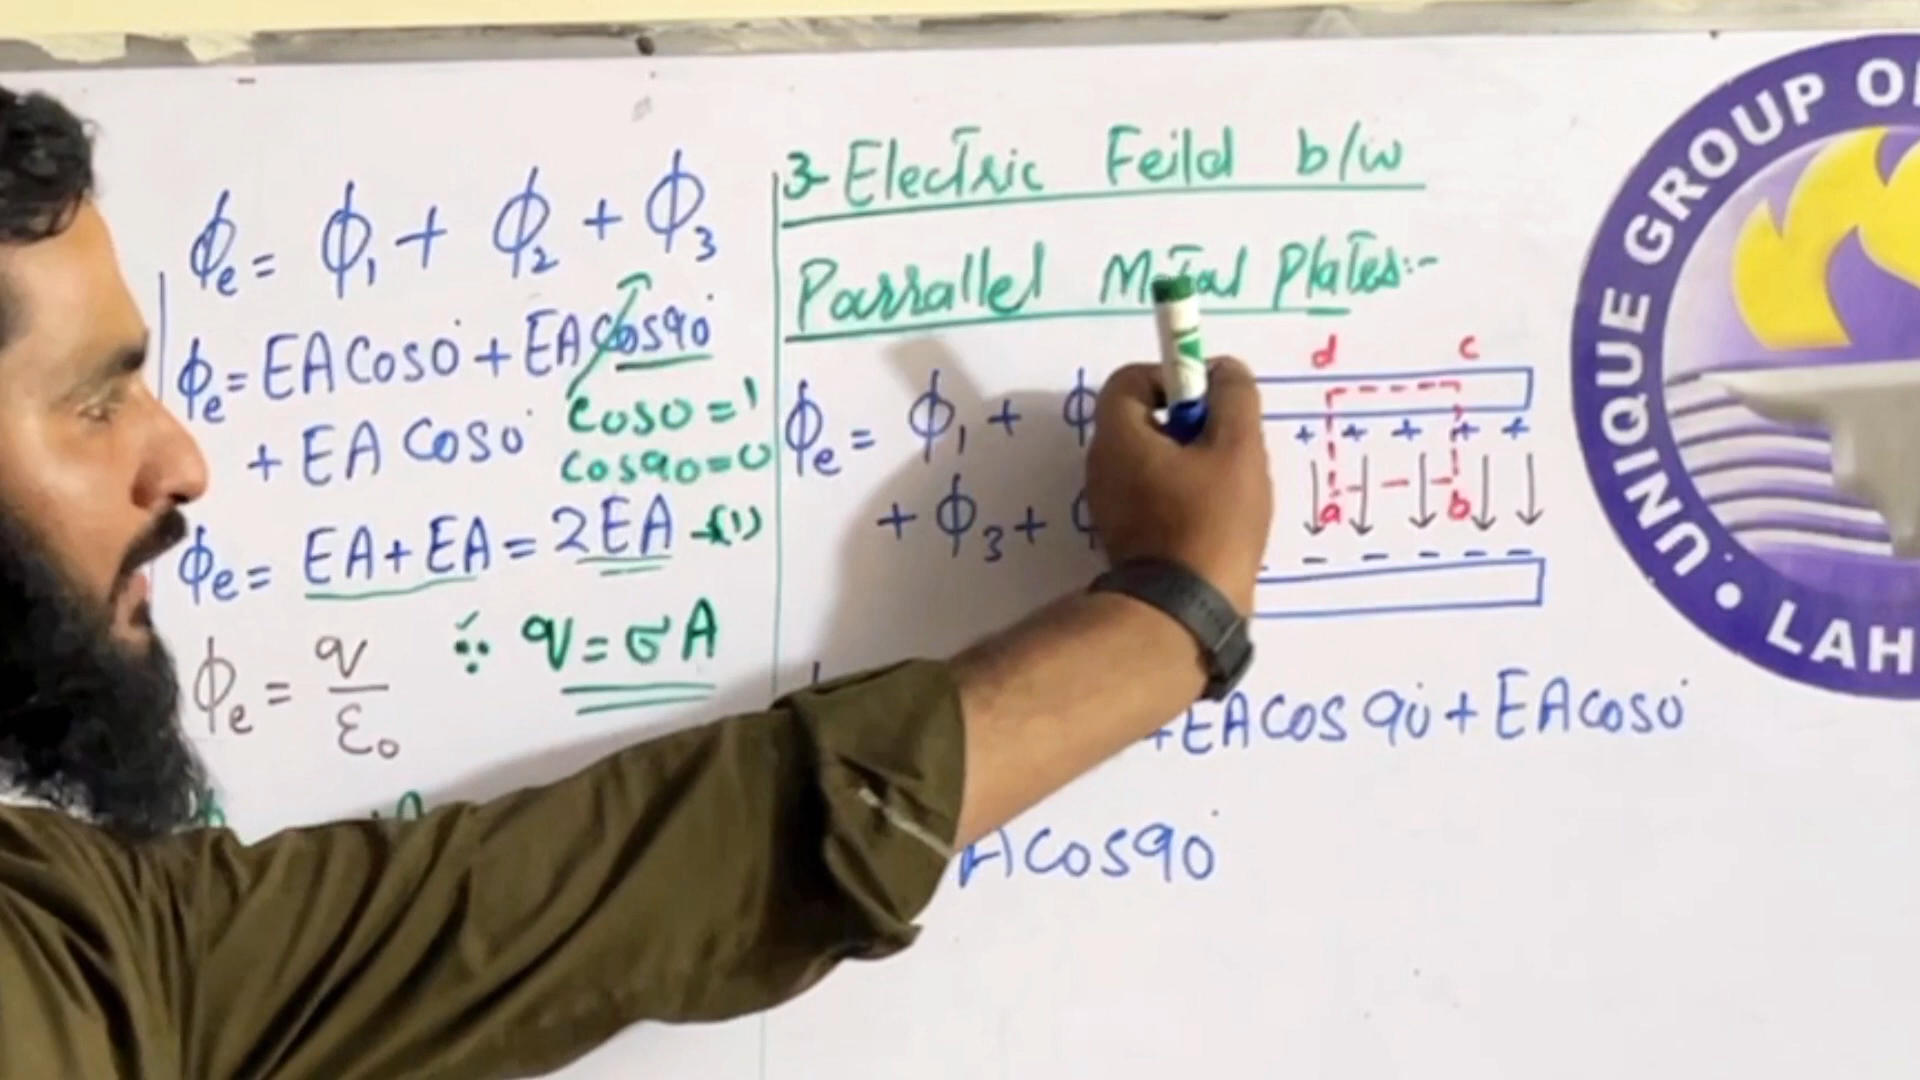 ϕe = ϕ1 + ϕ2 + ϕ3
ϕe = EA Cos0° + EA Cos90°
+ EA Cos0°
Cos0 = 1
Cos90 = 0
ϕe = EA + EA = 2EA –(1)
ϕe = q/ε0 ∵ q = σA
3- Electric Feild b/w
Parrallel Metal Plates:-
ϕe = ϕ1 + ϕ
+ ϕ3 +
d c
+ + + + +
a b
- - - - -
+ EA Cos 90° + EA Cos0°
A Cos90°
UNIQUE GROUP OF
• LAH